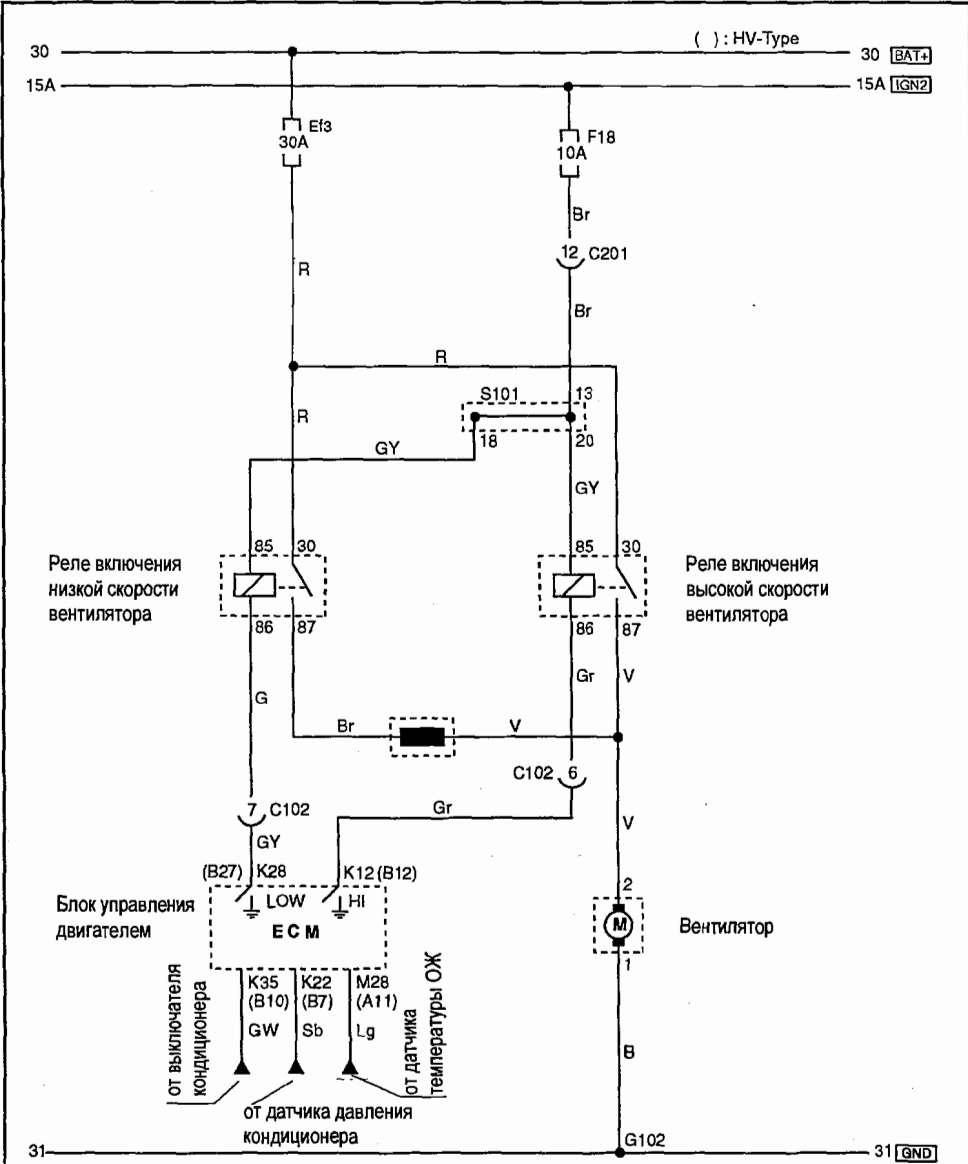 ( ) : HV-Type
30
30 BAT+
15A
15A IGN2
Ef3
30A
F18
10A
Br
12 C201
R
Br
R
S101 13
R
18 20
GY
GY
85 30
85 30
Реле включения
низкой скорости
вентилятора
Реле включения
высокой скорости
вентилятора
86 87
86 87
G
Gr V
Br
V
C102 6
7 C102
Gr
V
GY
(B27) K28
K12 (B12)
2
LOW
HI
Блок управления
двигателем
ECM
M
Вентилятор
1
K35
(B10)
GW
K22
(B7)
Sb
M28
(A11)
Lg
от выключателя
кондиционера
от датчика
температуры ОЖ
B
от датчика давления
кондиционера
G102
31
31 GND